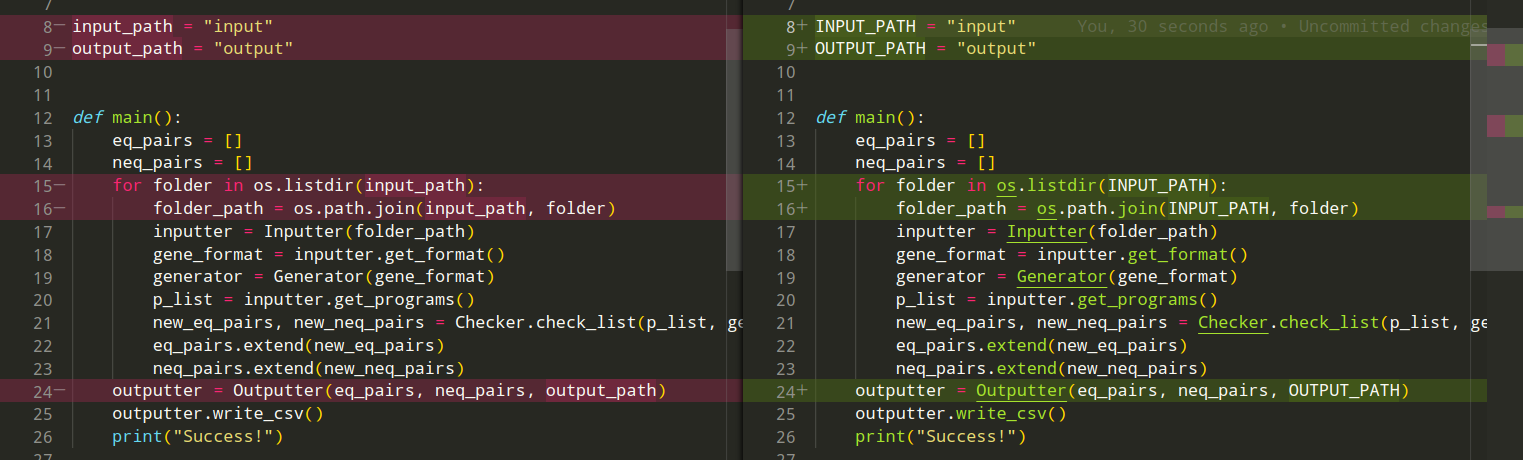 7
8− input_path = "input"
9− output_path = "output"
10
11
12 def main():
13 eq_pairs = []
14 neq_pairs = []
15− for folder in os.listdir(input_path):
16− folder_path = os.path.join(input_path, folder)
17 inputter = Inputter(folder_path)
18 gene_format = inputter.get_format()
19 generator = Generator(gene_format)
20 p_list = inputter.get_programs()
21 new_eq_pairs, new_neq_pairs = Checker.check_list(p_list, ge
22 eq_pairs.extend(new_eq_pairs)
23 neq_pairs.extend(new_neq_pairs)
24− outputter = Outputter(eq_pairs, neq_pairs, output_path)
25 outputter.write_csv()
26 print("Success!")
27
7
8+ INPUT_PATH = "input" You, 30 seconds ago • Uncommitted changes
9+ OUTPUT_PATH = "output"
10
11
12 def main():
13 eq_pairs = []
14 neq_pairs = []
15+ for folder in os.listdir(INPUT_PATH):
16+ folder_path = os.path.join(INPUT_PATH, folder)
17 inputter = Inputter(folder_path)
18 gene_format = inputter.get_format()
19 generator = Generator(gene_format)
20 p_list = inputter.get_programs()
21 new_eq_pairs, new_neq_pairs = Checker.check_list(p_list, ge
22 eq_pairs.extend(new_eq_pairs)
23 neq_pairs.extend(new_neq_pairs)
24+ outputter = Outputter(eq_pairs, neq_pairs, OUTPUT_PATH)
25 outputter.write_csv()
26 print("Success!")
27